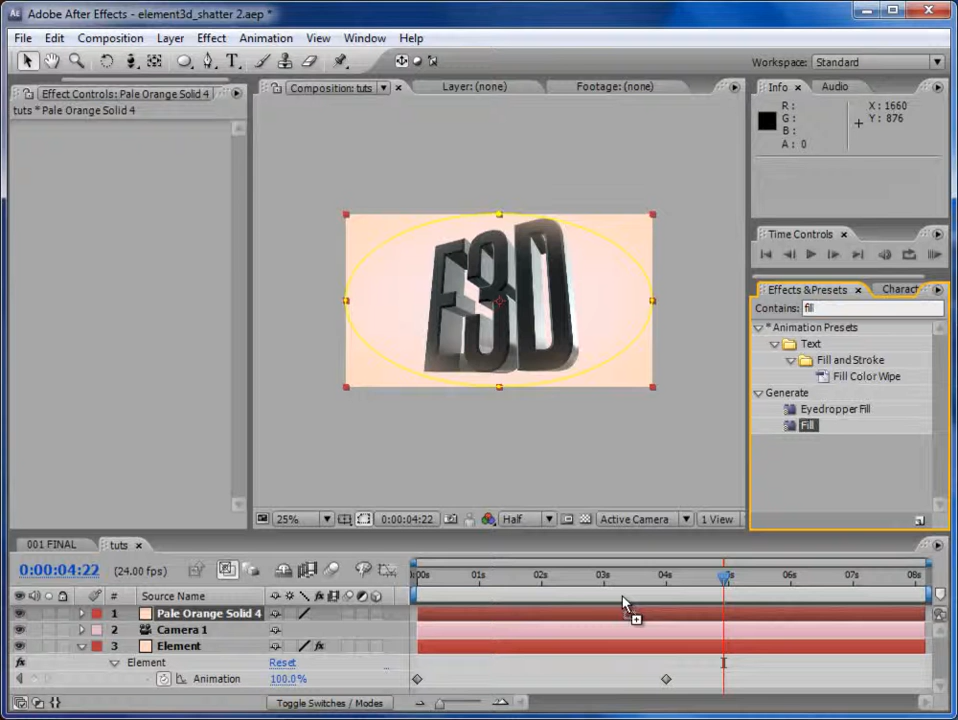 Adobe After Effects - element3d_shatter 2.aep *
File Edit Composition Layer Effect Animation View Window Help
Workspace: Standard
Effect Controls: Pale Orange Solid 4
tuts * Pale Orange Solid 4
Composition: tuts
Layer: (none)
Footage: (none)
E3D
25%
0:00:04:22
Half
Active Camera
1 View
Info
Audio
R :
G :
B :
A : 0
X : 1660
Y : 876
Time Controls
Effects & Presets
Charact
Contains: fill
* Animation Presets
Text
Fill and Stroke
Fill Color Wipe
Generate
Eyedropper Fill
Fill
001 FINAL
tuts
0:00:04:22
(24.00 fps)
:00s 01s 02s 03s 04s 05s 06s 07s 08s
# Source Name
1 Pale Orange Solid 4
2 Camera 1
3 Element
Element Reset
Animation 100.0%
Toggle Switches / Modes